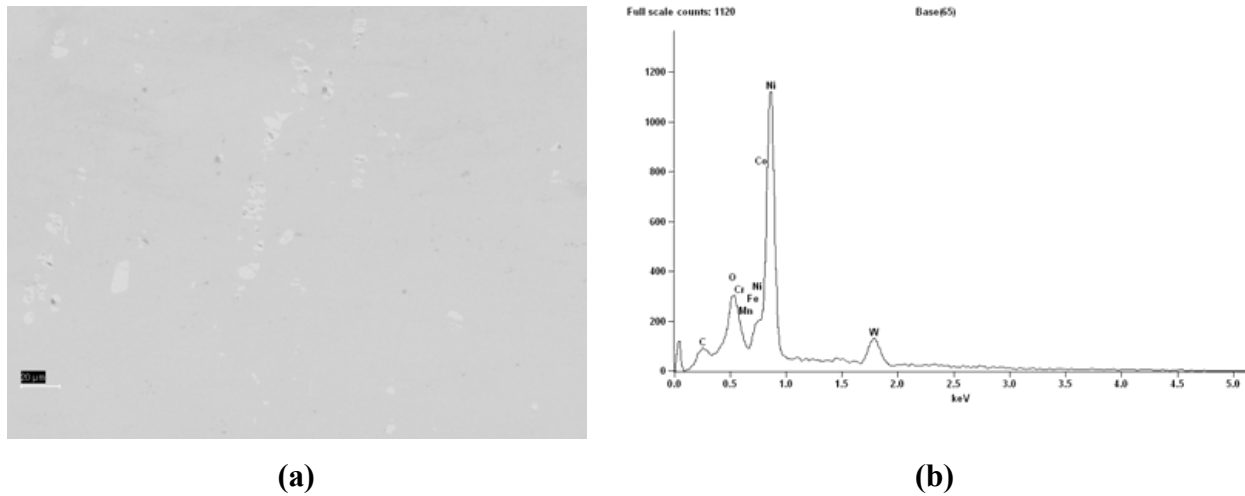 Full scale counts: 1120
Base(65)
1200
1000
800
600
400
200
0
Ni
Co
O
Cr
Ni
Fe
Mn
C
W
0.0 0.5 1.0 1.5 2.0 2.5 3.0 3.5 4.0 4.5 5.0
keV
20 µm
(a)
(b)